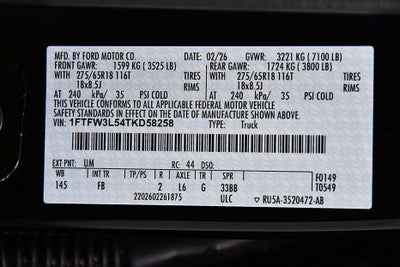 MFD. BY FORD MOTOR CO. 02/26 GVWR: 3221 KG (7100 LB)
FRONT GAWR: 1599 KG (3525 LB) REAR GAWR: 1724 KG (3800 LB)
WITH 275/65R18 116T TIRES WITH 275/65R18 116T TIRES
18x8.5J RIMS 18x8.5J RIMS
AT 240 kPa/ 35 PSI COLD AT 240 kPa/ 35 PSI COLD
THIS VEHICLE CONFORMS TO ALL APPLICABLE FEDERAL MOTOR VEHICLE
SAFETY STANDARDS IN EFFECT ON THE DATE OF MANUFACTURE SHOWN ABOVE.
VIN: 1FTFW3L54TKD58258 TYPE: Truck
EXT PNT: UM RC: 44 DSO: F0149
WB INT TR TP/PS R AXLE TR SPR T0549
145 FB 2 L6 G 33BB
2202602261875 ULC RU5A-3520472-AB